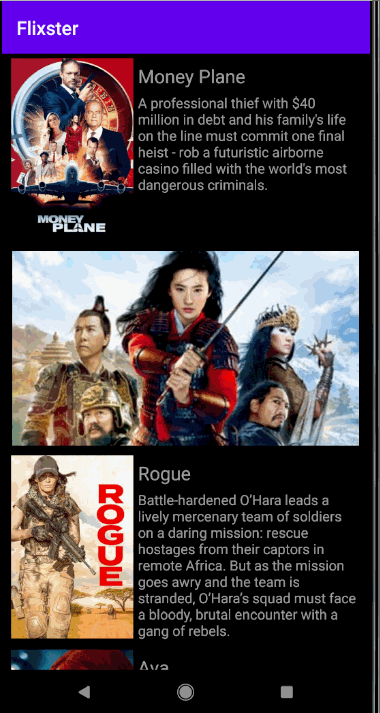 Flixster
Money Plane
A professional thief with $40
million in debt and his family's life
on the line must commit one final
heist - rob a futuristic airborne
casino filled with the world's most
dangerous criminals.
MONEY
PLANE
Rogue
Battle-hardened O'Hara leads a
lively mercenary team of soldiers
on a daring mission: rescue
hostages from their captors in
remote Africa. But as the mission
goes awry and the team is
stranded, O'Hara's squad must face
a bloody, brutal encounter with a
gang of rebels.
ROGUE
Ava